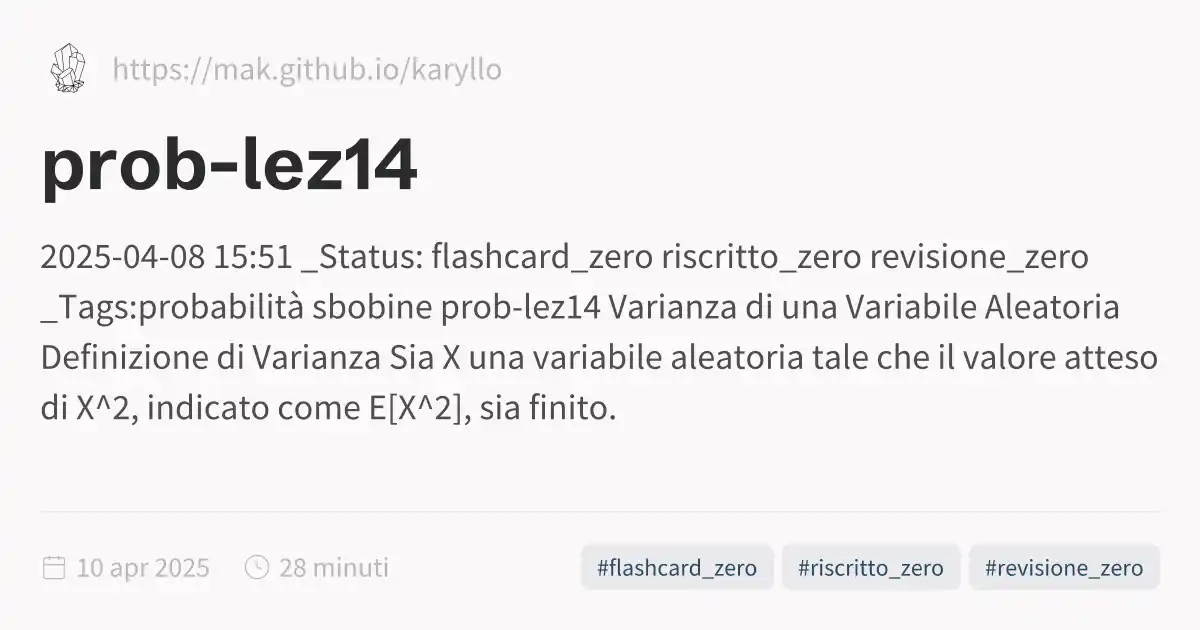 https://mak.github.io/karyllo
prob-lez14
2025-04-08 15:51 _Status: flashcard_zero riscritto_zero revisione_zero
_Tags:probabilità sbobine prob-lez14 Varianza di una Variabile Aleatoria
Definizione di Varianza Sia X una variabile aleatoria tale che il valore atteso
di X^2, indicato come E[X^2], sia finito.
10 apr 2025 28 minuti #flashcard_zero #riscritto_zero #revisione_zero